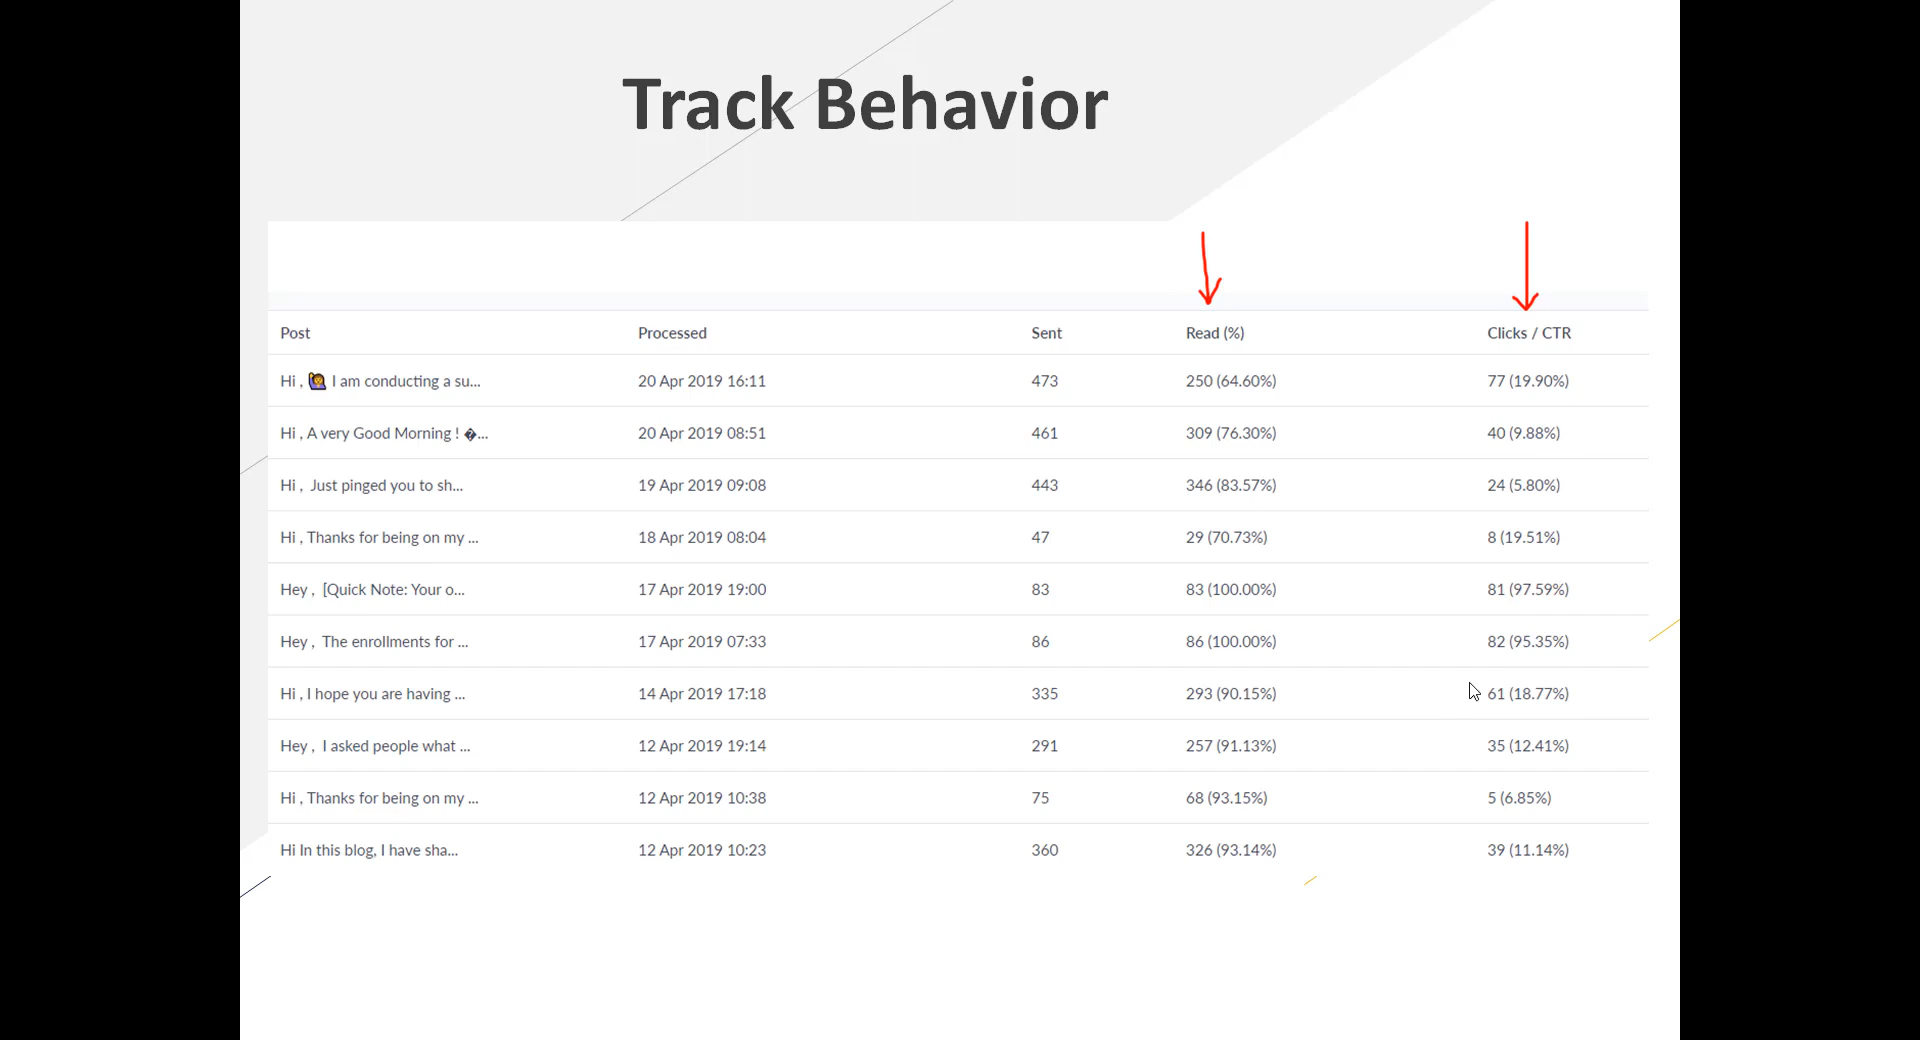 Track Behavior
Post Processed Sent Read (%) Clicks / CTR
Hi , 🙋 I am conducting a su... 20 Apr 2019 16:11 473 250 (64.60%) 77 (19.90%)
Hi , A very Good Morning ! �... 20 Apr 2019 08:51 461 309 (76.30%) 40 (9.88%)
Hi , Just pinged you to sh... 19 Apr 2019 09:08 443 346 (83.57%) 24 (5.80%)
Hi , Thanks for being on my ... 18 Apr 2019 08:04 47 29 (70.73%) 8 (19.51%)
Hey , [Quick Note: Your o... 17 Apr 2019 19:00 83 83 (100.00%) 81 (97.59%)
Hey , The enrollments for ... 17 Apr 2019 07:33 86 86 (100.00%) 82 (95.35%)
Hi , I hope you are having ... 14 Apr 2019 17:18 335 293 (90.15%) 61 (18.77%)
Hey , I asked people what ... 12 Apr 2019 19:14 291 257 (91.13%) 35 (12.41%)
Hi , Thanks for being on my ... 12 Apr 2019 10:38 75 68 (93.15%) 5 (6.85%)
Hi In this blog, I have sha... 12 Apr 2019 10:23 360 326 (93.14%) 39 (11.14%)